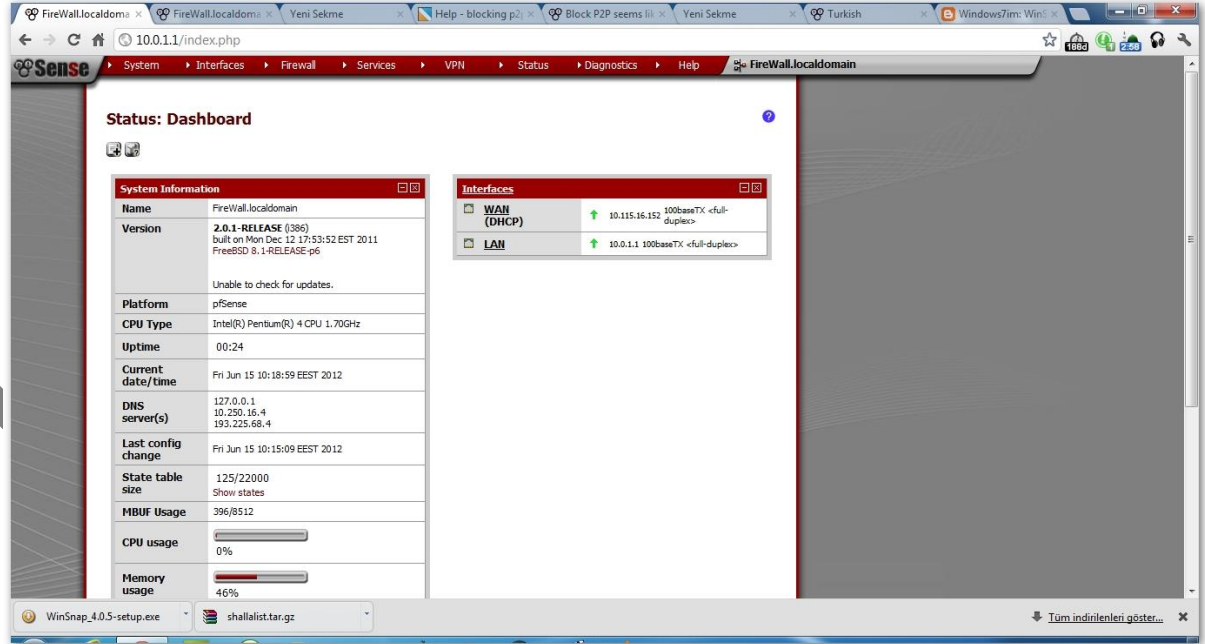 FireWall.localdoma
FireWall.localdoma
Yeni Sekme
Help - blocking p2p
Block P2P seems lik
Yeni Sekme
Turkish
Windows7im: WinS
10.0.1.1/index.php
188d
2:58
Sense
System
Interfaces
Firewall
Services
VPN
Status
Diagnostics
Help
FireWall.localdomain
Status: Dashboard
System Information
Name
FireWall.localdomain
Version
2.0.1-RELEASE (i386)
built on Mon Dec 12 17:53:52 EST 2011
FreeBSD 8.1-RELEASE-p6
Unable to check for updates.
Platform
pfSense
CPU Type
Intel(R) Pentium(R) 4 CPU 1.70GHz
Uptime
00:24
Current
date/time
Fri Jun 15 10:18:59 EEST 2012
DNS
server(s)
127.0.0.1
10.250.16.4
193.225.68.4
Last config
change
Fri Jun 15 10:15:09 EEST 2012
State table
size
125/22000
Show states
MBUF Usage
396/8512
CPU usage
0%
Memory
usage
46%
Interfaces
WAN
(DHCP)
10.115.16.152 100baseTX <full-
duplex>
LAN
10.0.1.1 100baseTX <full-duplex>
WinSnap_4.0.5-setup.exe
shallalist.tar.gz
Tüm indirilenleri göster...